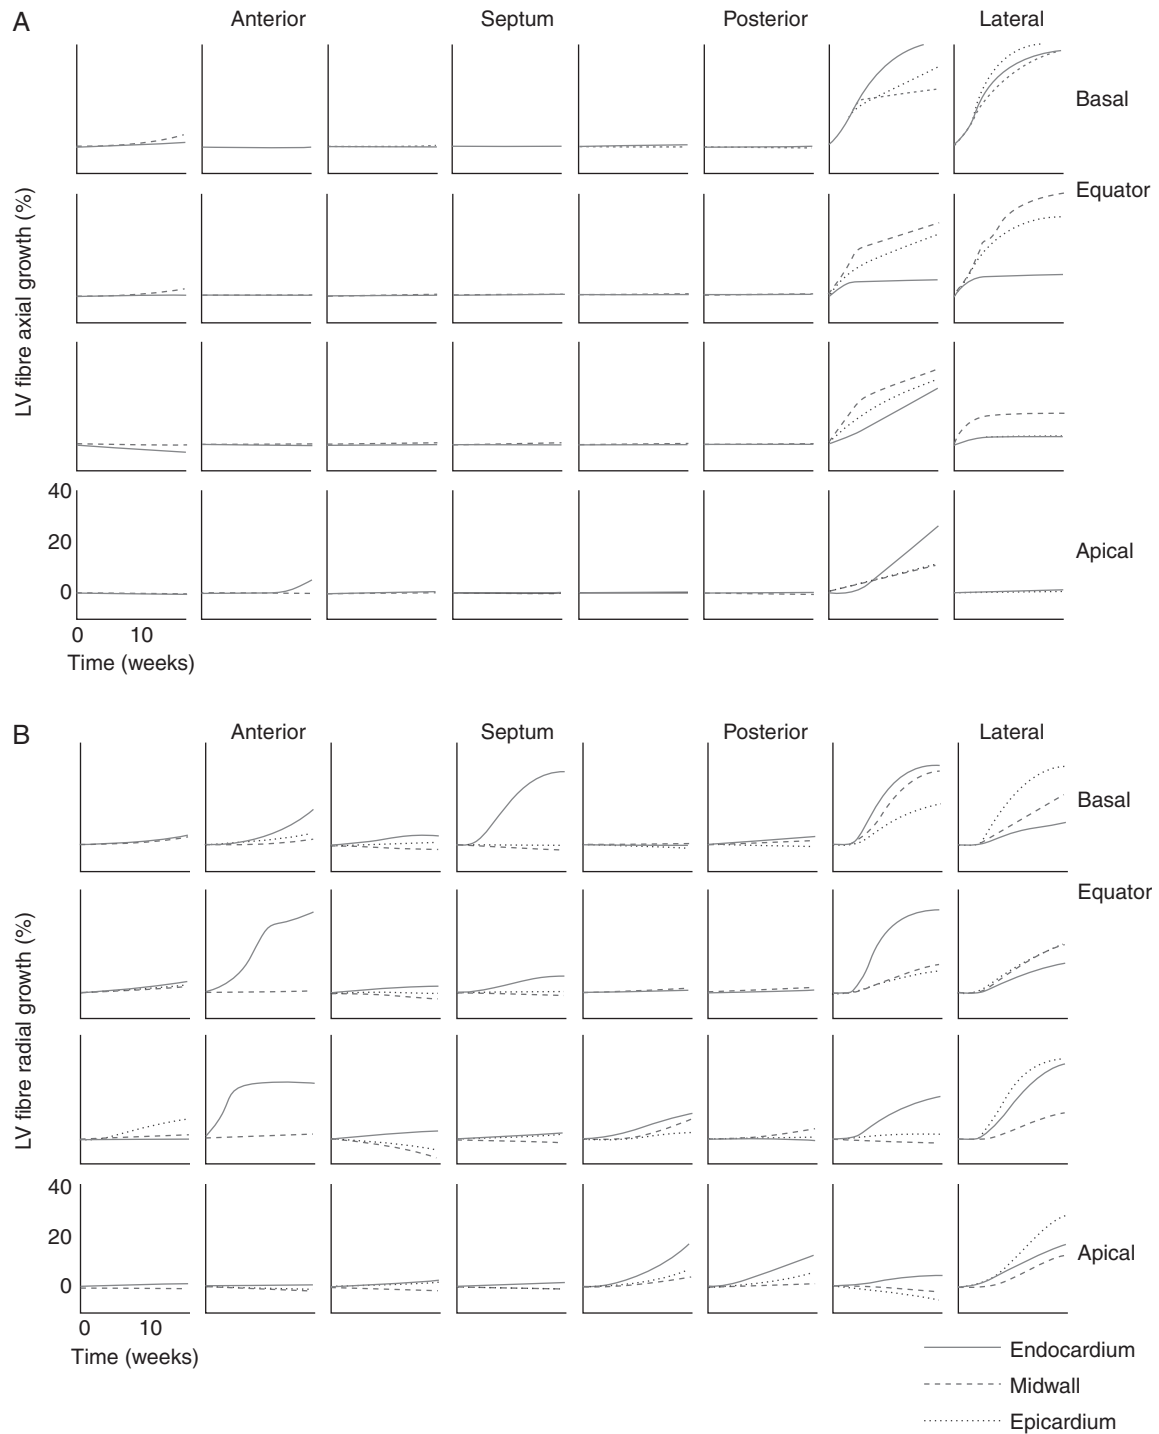 A
Anterior Septum Posterior Lateral
Basal
Equator
LV fibre axial growth (%)
40
20
0
Apical
0 10
Time (weeks)
B
Anterior Septum Posterior Lateral
Basal
Equator
LV fibre radial growth (%)
40
20
0
Apical
0 10
Time (weeks)
Endocardium
Midwall
Epicardium